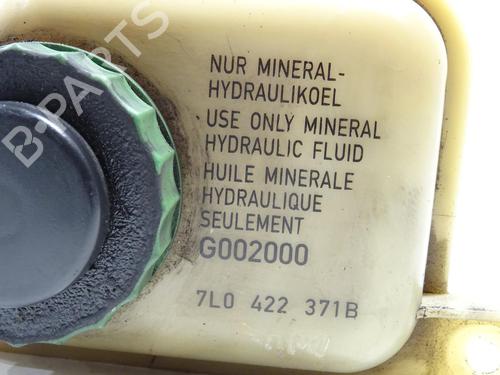 NUR MINERAL-
HYDRAULIKOEL
USE ONLY MINERAL
HYDRAULIC FLUID
HUILE MINERALE
HYDRAULIQUE
SEULEMENT
G002000
7L0 422 371B
B-PARTS